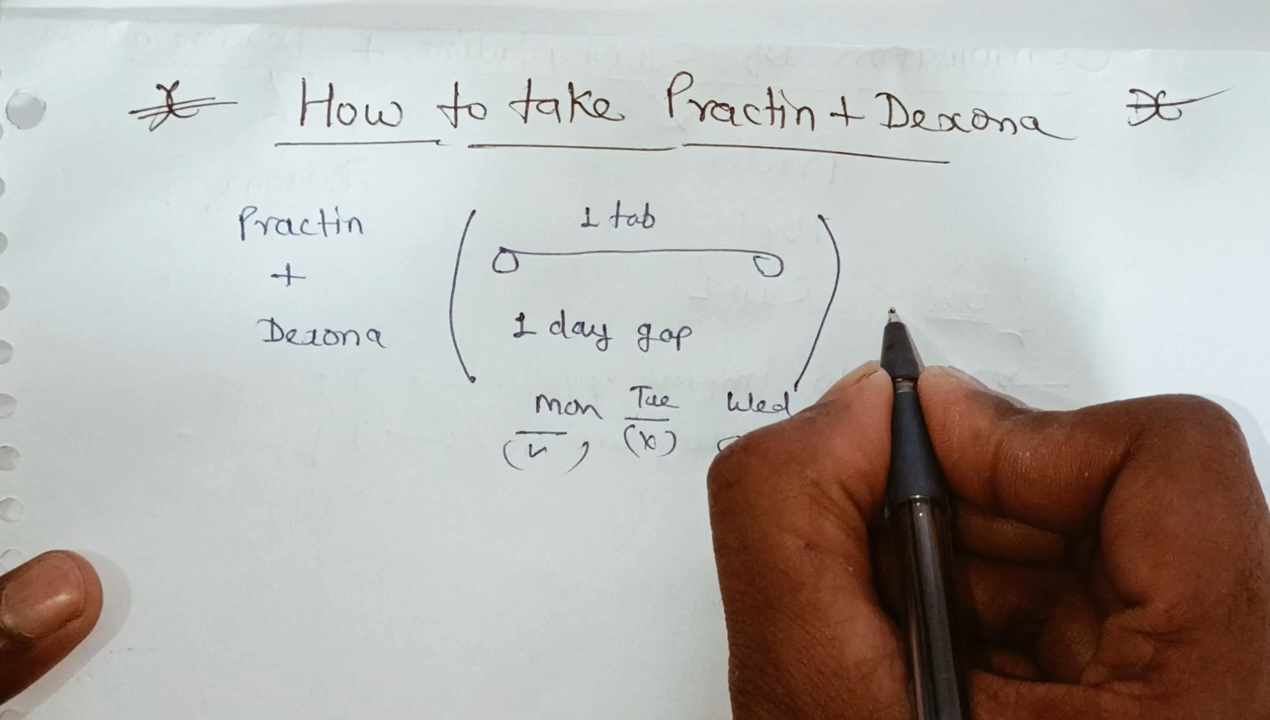 How to take Practin + Dexona
Practin
+
Dexona
1 tab
1 day gap
Mon Tue Wed
(✓) (x)